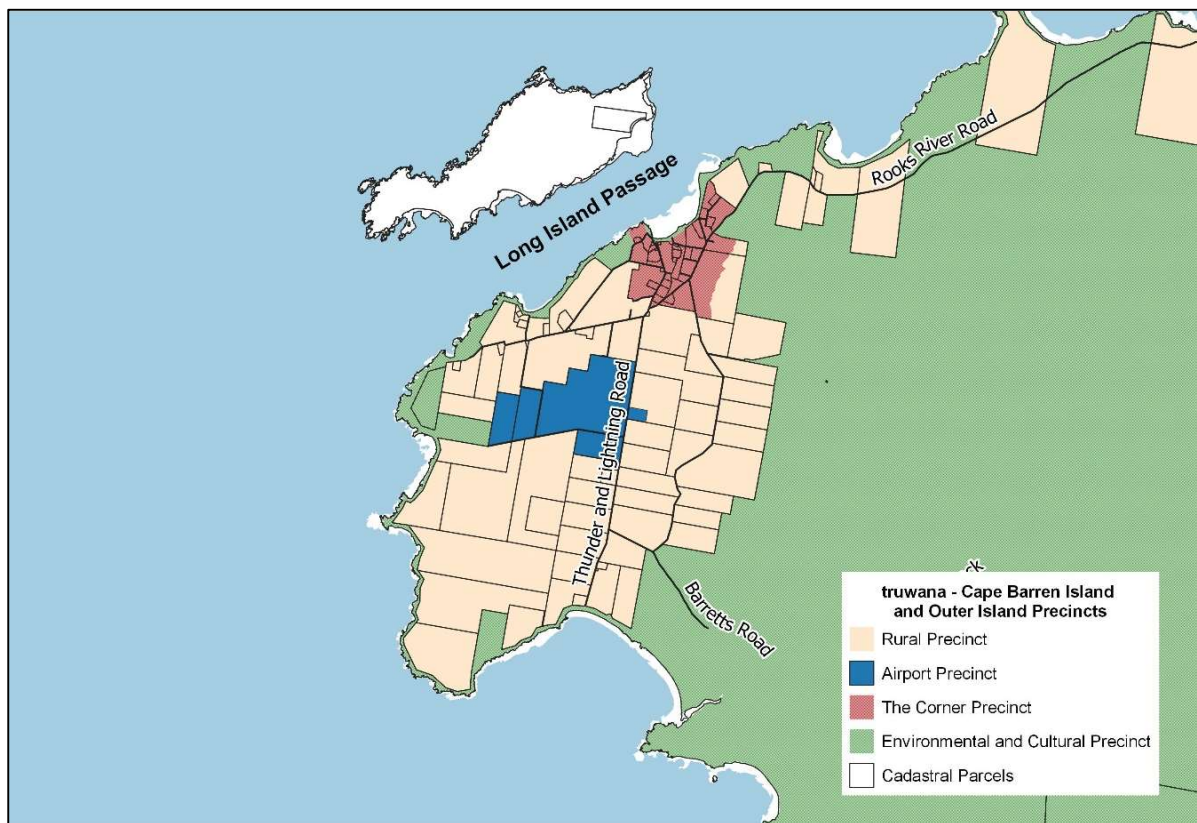 Rooks River Road
Long Island Passage
Thunder and Lightning Road
Barretts Road
truwana - Cape Barren Island
and Outer Island Precincts
Rural Precinct
Airport Precinct
The Corner Precinct
Environmental and Cultural Precinct
Cadastral Parcels